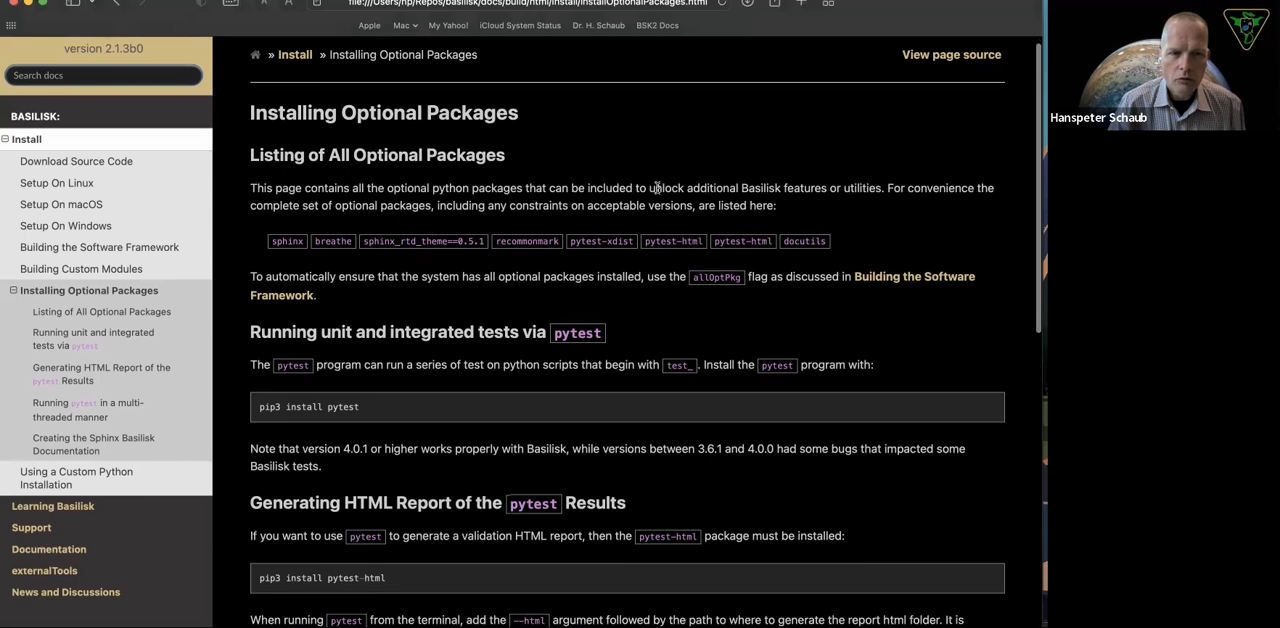 file:///Users/hp/Repos/basilisk/docs/build/html/Install/installOptionalPackages.html
Apple Mac My Yahoo! iCloud System Status Dr. H. Schaub BSK2 Docs
version 2.1.3b0
Search docs
BASILISK:
Install
Download Source Code
Setup On Linux
Setup On macOS
Setup On Windows
Building the Software Framework
Building Custom Modules
Installing Optional Packages
Listing of All Optional Packages
Running unit and integrated
tests via pytest
Generating HTML Report of the
pytest Results
Running pytest in a multi-
threaded manner
Creating the Sphinx Basilisk
Documentation
Using a Custom Python
Installation
Learning Basilisk
Support
Documentation
externalTools
News and Discussions
» Install » Installing Optional Packages
View page source
Installing Optional Packages
Listing of All Optional Packages
This page contains all the optional python packages that can be included to unlock additional Basilisk features or utilities. For convenience the
complete set of optional packages, including any constraints on acceptable versions, are listed here:
sphinx breathe sphinx_rtd_theme==0.5.1 recommonmark pytest-xdist pytest-html pytest-html docutils
To automatically ensure that the system has all optional packages installed, use the allOptPkg flag as discussed in Building the Software
Framework.
Running unit and integrated tests via pytest
The pytest program can run a series of test on python scripts that begin with test_. Install the pytest program with:
pip3 install pytest
Note that version 4.0.1 or higher works properly with Basilisk, while versions between 3.6.1 and 4.0.0 had some bugs that impacted some
Basilisk tests.
Generating HTML Report of the pytest Results
If you want to use pytest to generate a validation HTML report, then the pytest-html package must be installed:
pip3 install pytest-html
When running pytest from the terminal, add the --html argument followed by the path to where to generate the report html folder. It is
Hanspeter Schaub